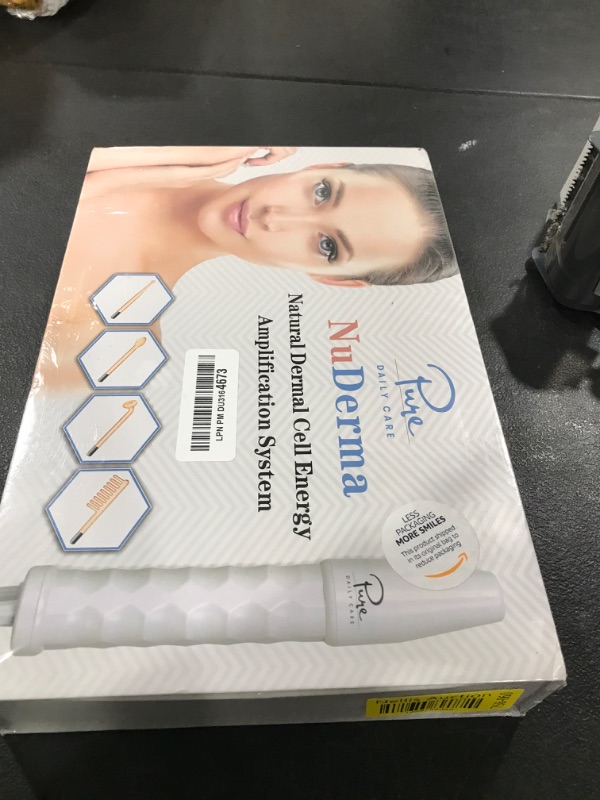 Pure
DAILY CARE
NuDerma
Natural Dermal Cell Energy
Amplification System
LPN PM DU3164673
LESS
PACKAGING
MORE SMILES
This product shipped
in its original bag to
reduce packaging
Pure
DAILY CARE